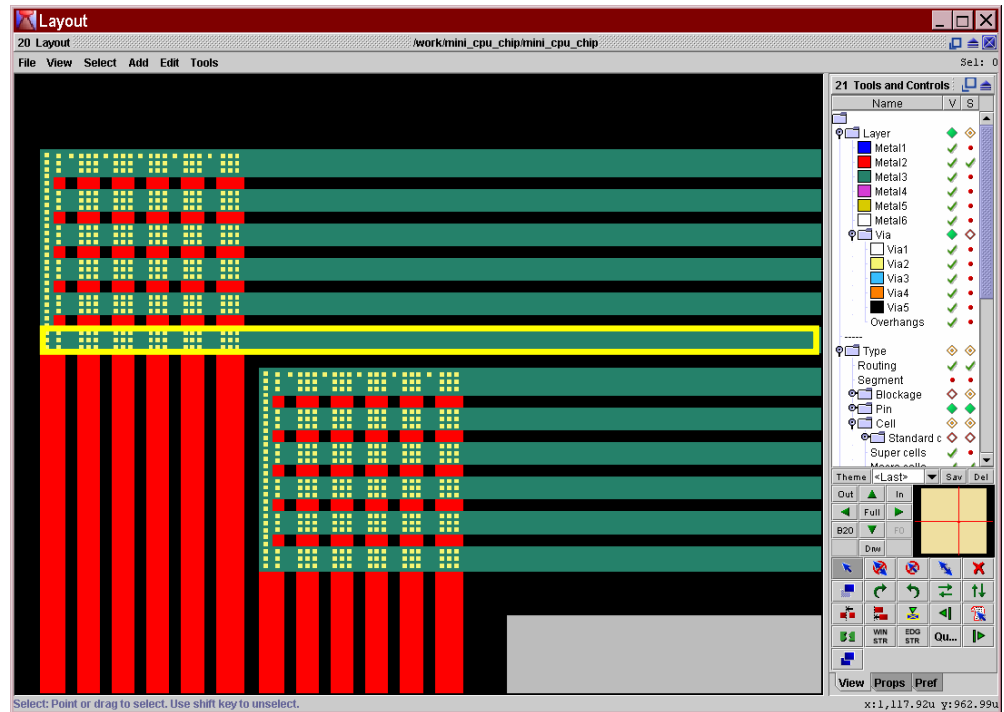 Layout
20 Layout
/work/mini_cpu_chip/mini_cpu_chip
File View Select Add Edit Tools
Sel: 0
21 Tools and Controls
Name V S
Layer
Metal1
Metal2
Metal3
Metal4
Metal5
Metal6
Via
Via1
Via2
Via3
Via4
Via5
Overhangs
-----
Type
Routing
Segment
Blockage
Pin
Cell
Standard c
Super cells
Macro cells
Theme <Last> Sav Del
Out In
Full
B20 F0
Drw
WIN STR EDG STR Qu...
View Props Pref
Select: Point or drag to select. Use shift key to unselect.
x:1,117.92u y:962.99u